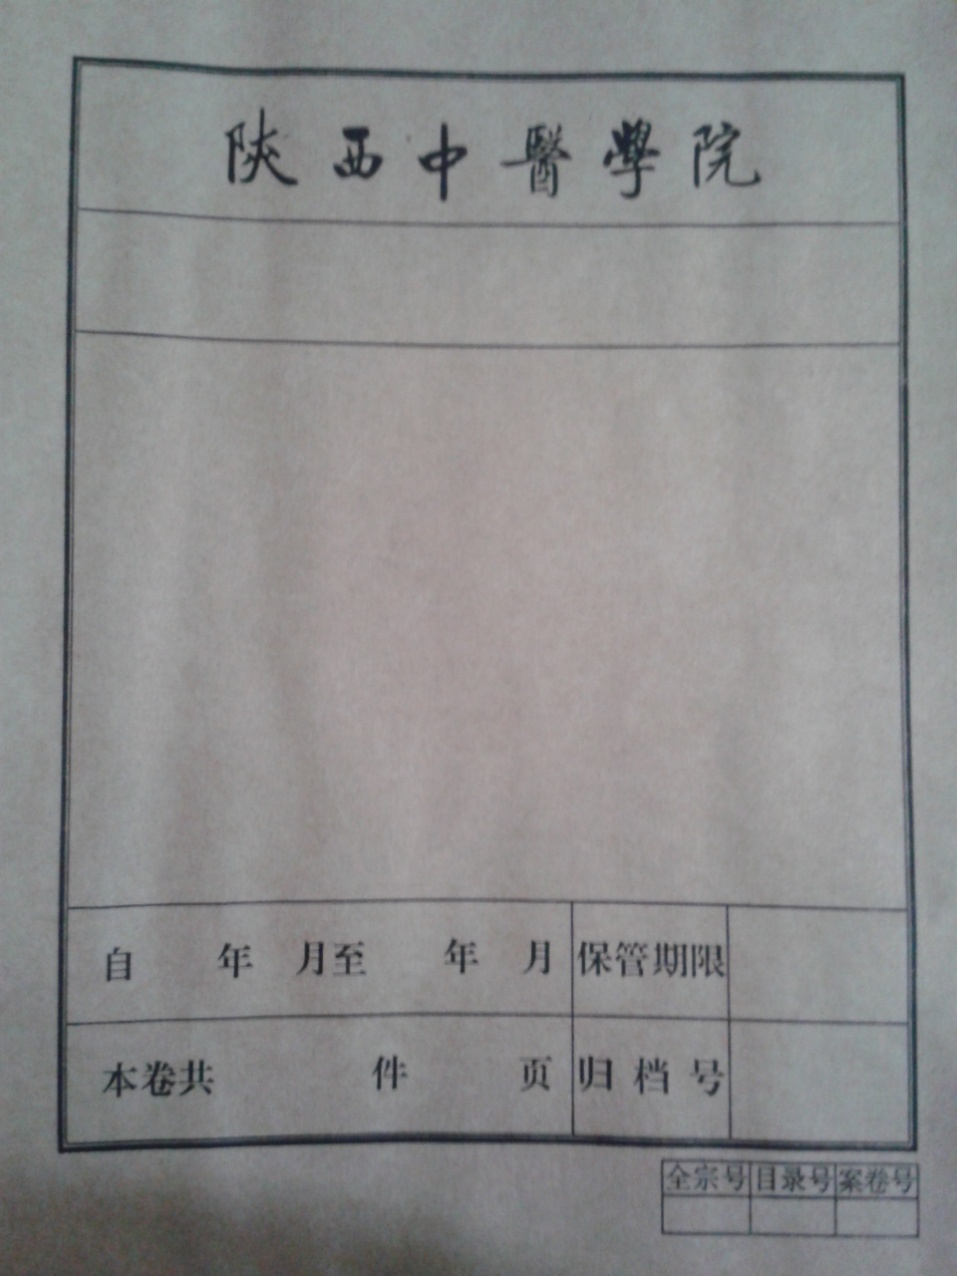 陝西中醫學院
自 年 月至 年 月 保管期限
本卷共 件 页 归档号
全宗号 目录号 案卷号